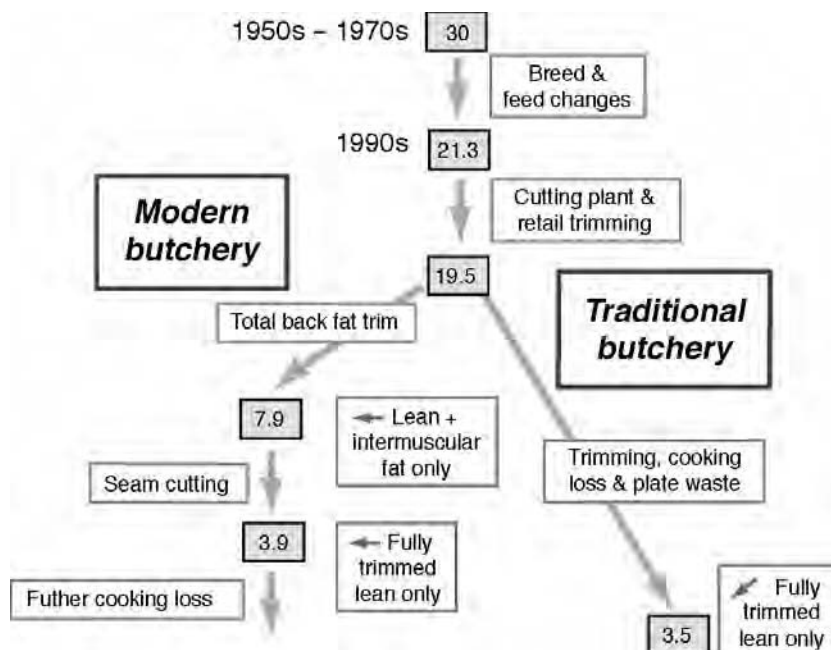 1950s – 1970s
30
Breed &
feed changes
1990s
21.3
Cutting plant &
retail trimming
Modern
butchery
19.5
Traditional
butchery
Total back fat trim
7.9
Lean +
intermuscular
fat only
Trimming, cooking
loss & plate waste
Seam cutting
3.9
Fully
trimmed
lean only
Futher cooking loss
3.5
Fully
trimmed
lean only